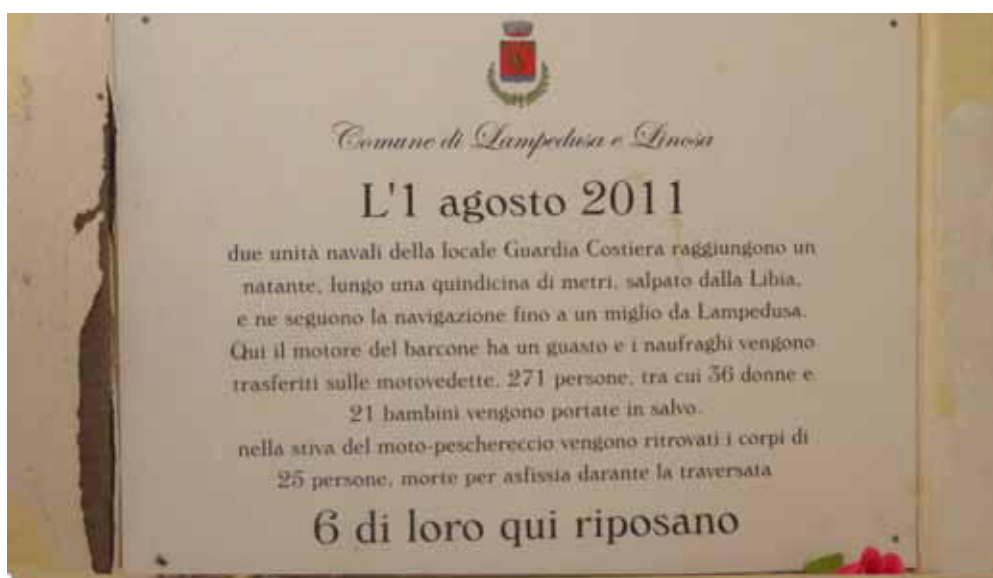 Comune di Lampedusa e Linosa
L'1 agosto 2011
due unità navali della locale Guardia Costiera raggiungono un
natante, lungo una quindicina di metri, salpato dalla Libia,
e ne seguono la navigazione fino a un miglio da Lampedusa.
Qui il motore del barcone ha un guasto e i naufraghi vengono
trasferiti sulle motovedette, 271 persone, tra cui 36 donne e
21 bambini vengono portate in salvo.
nella stiva del moto-peschereccio vengono ritrovati i corpi di
25 persone, morte per asfissia darante la traversata
6 di loro qui riposano